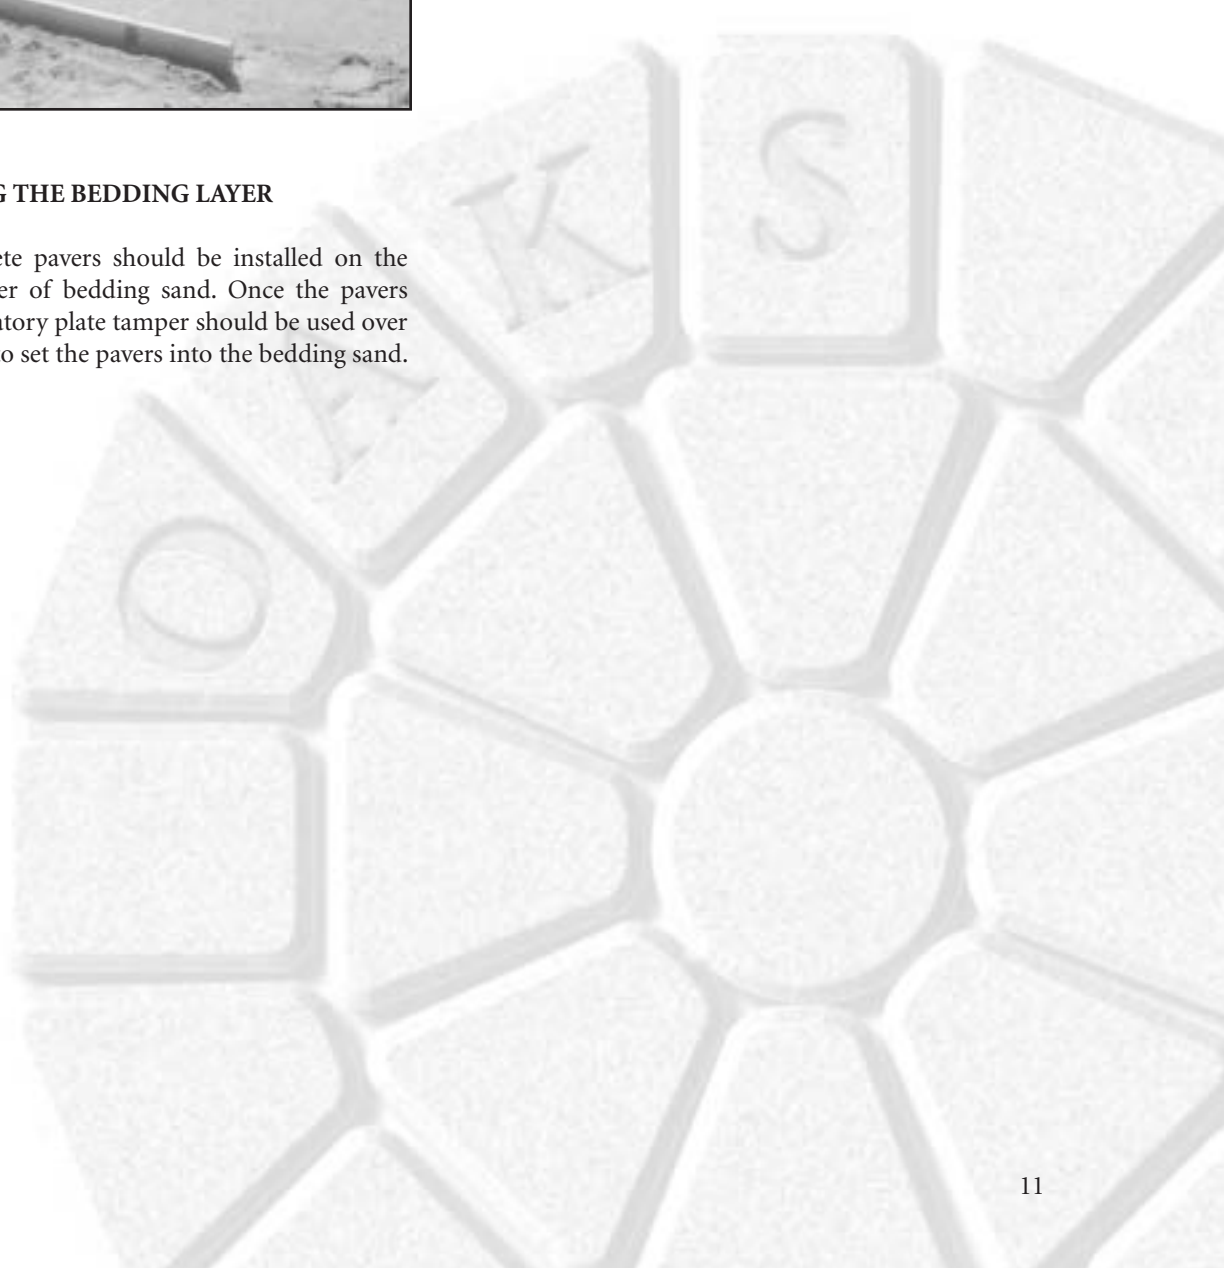 G THE BEDDING LAYER
ete pavers should be installed on the
er of bedding sand. Once the pavers
atory plate tamper should be used over
o set the pavers into the bedding sand.
O
A
K
S
11